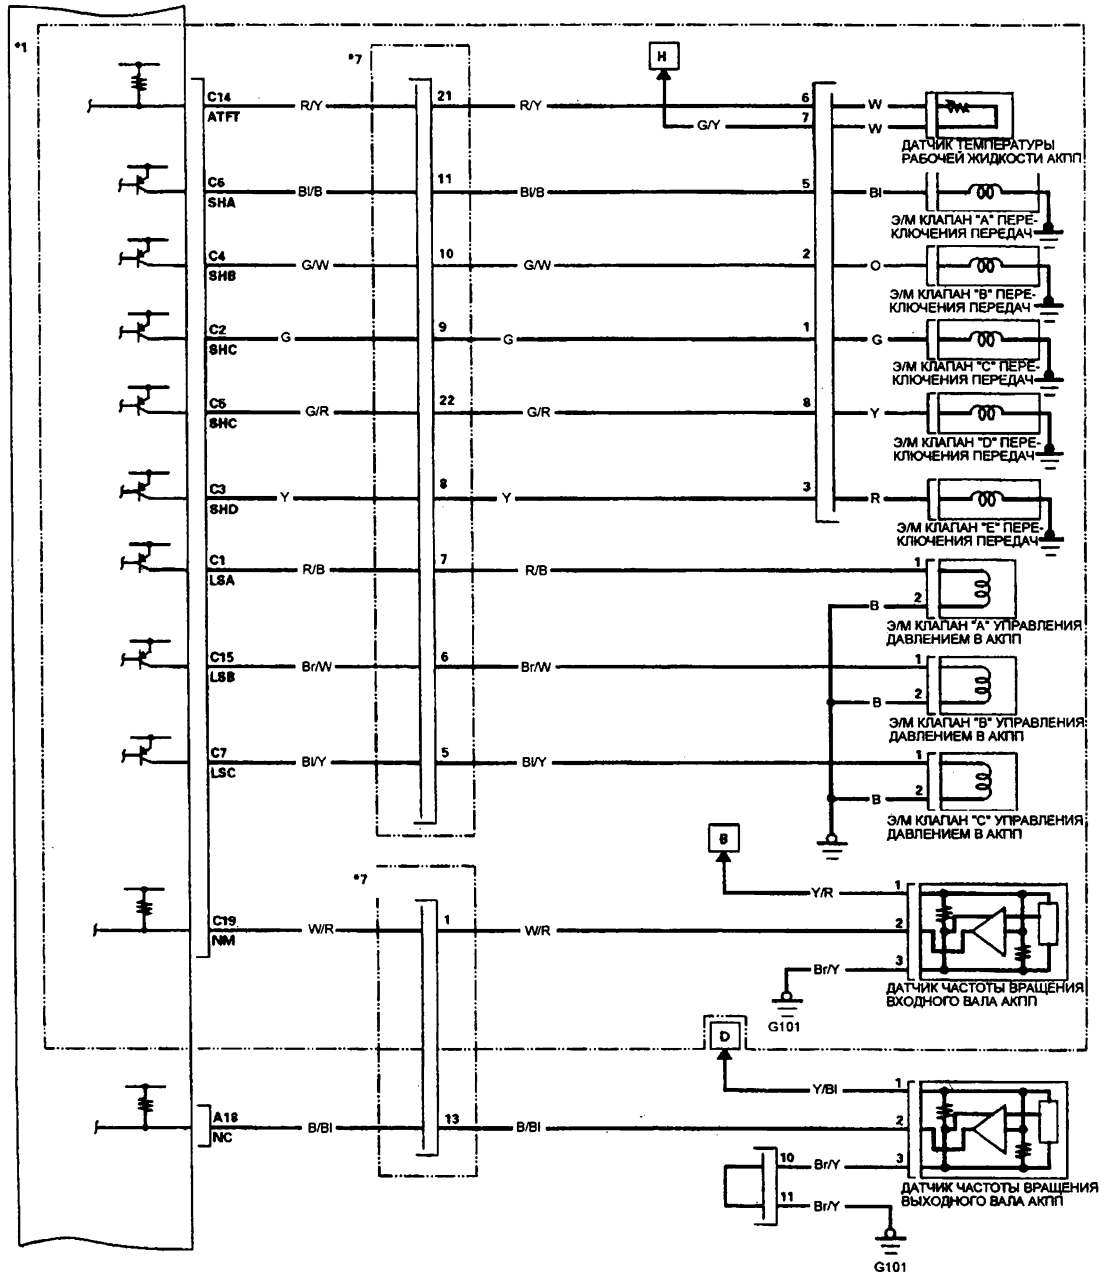 *1
*7
H
C14
ATFT
R/Y
21
R/Y
6
W
G/Y
7
W
ДАТЧИК ТЕМПЕРАТУРЫ
РАБОЧЕЙ ЖИДКОСТИ АКПП
C6
SHA
Bl/B
11
Bl/B
5
Bl
Э/М КЛАПАН "A" ПЕРЕ-
КЛЮЧЕНИЯ ПЕРЕДАЧ
C4
SHB
G/W
10
G/W
2
O
Э/М КЛАПАН "B" ПЕРЕ-
КЛЮЧЕНИЯ ПЕРЕДАЧ
C2
SHC
G
9
G
1
G
Э/М КЛАПАН "C" ПЕРЕ-
КЛЮЧЕНИЯ ПЕРЕДАЧ
C5
SHC
G/R
22
G/R
8
Y
Э/М КЛАПАН "D" ПЕРЕ-
КЛЮЧЕНИЯ ПЕРЕДАЧ
C3
SHD
Y
8
Y
3
R
Э/М КЛАПАН "E" ПЕРЕ-
КЛЮЧЕНИЯ ПЕРЕДАЧ
C1
LSA
R/B
7
R/B
1
B
2
Э/М КЛАПАН "A" УПРАВЛЕНИЯ
ДАВЛЕНИЕМ В АКПП
C15
LSB
Br/W
6
Br/W
1
B
2
Э/М КЛАПАН "B" УПРАВЛЕНИЯ
ДАВЛЕНИЕМ В АКПП
C7
LSC
Bl/Y
5
Bl/Y
1
B
2
Э/М КЛАПАН "C" УПРАВЛЕНИЯ
ДАВЛЕНИЕМ В АКПП
B
*7
Y/R
1
C19
NM
W/R
1
W/R
2
Br/Y
3
G101
ДАТЧИК ЧАСТОТЫ ВРАЩЕНИЯ
ВХОДНОГО ВАЛА АКПП
D
Y/Bl
1
A18
NC
B/Bl
13
B/Bl
2
10
Br/Y
3
11
Br/Y
ДАТЧИК ЧАСТОТЫ ВРАЩЕНИЯ
ВЫХОДНОГО ВАЛА АКПП
G101